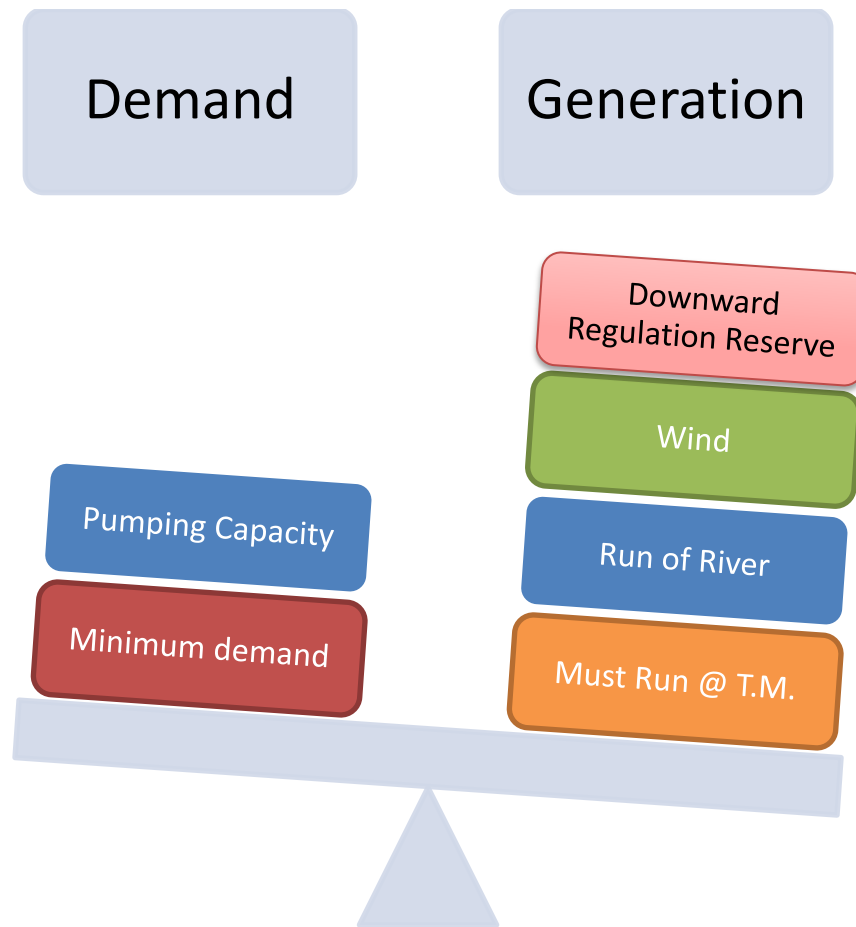 Demand
Generation
Downward
Regulation Reserve
Wind
Pumping Capacity
Run of River
Minimum demand
Must Run @ T.M.